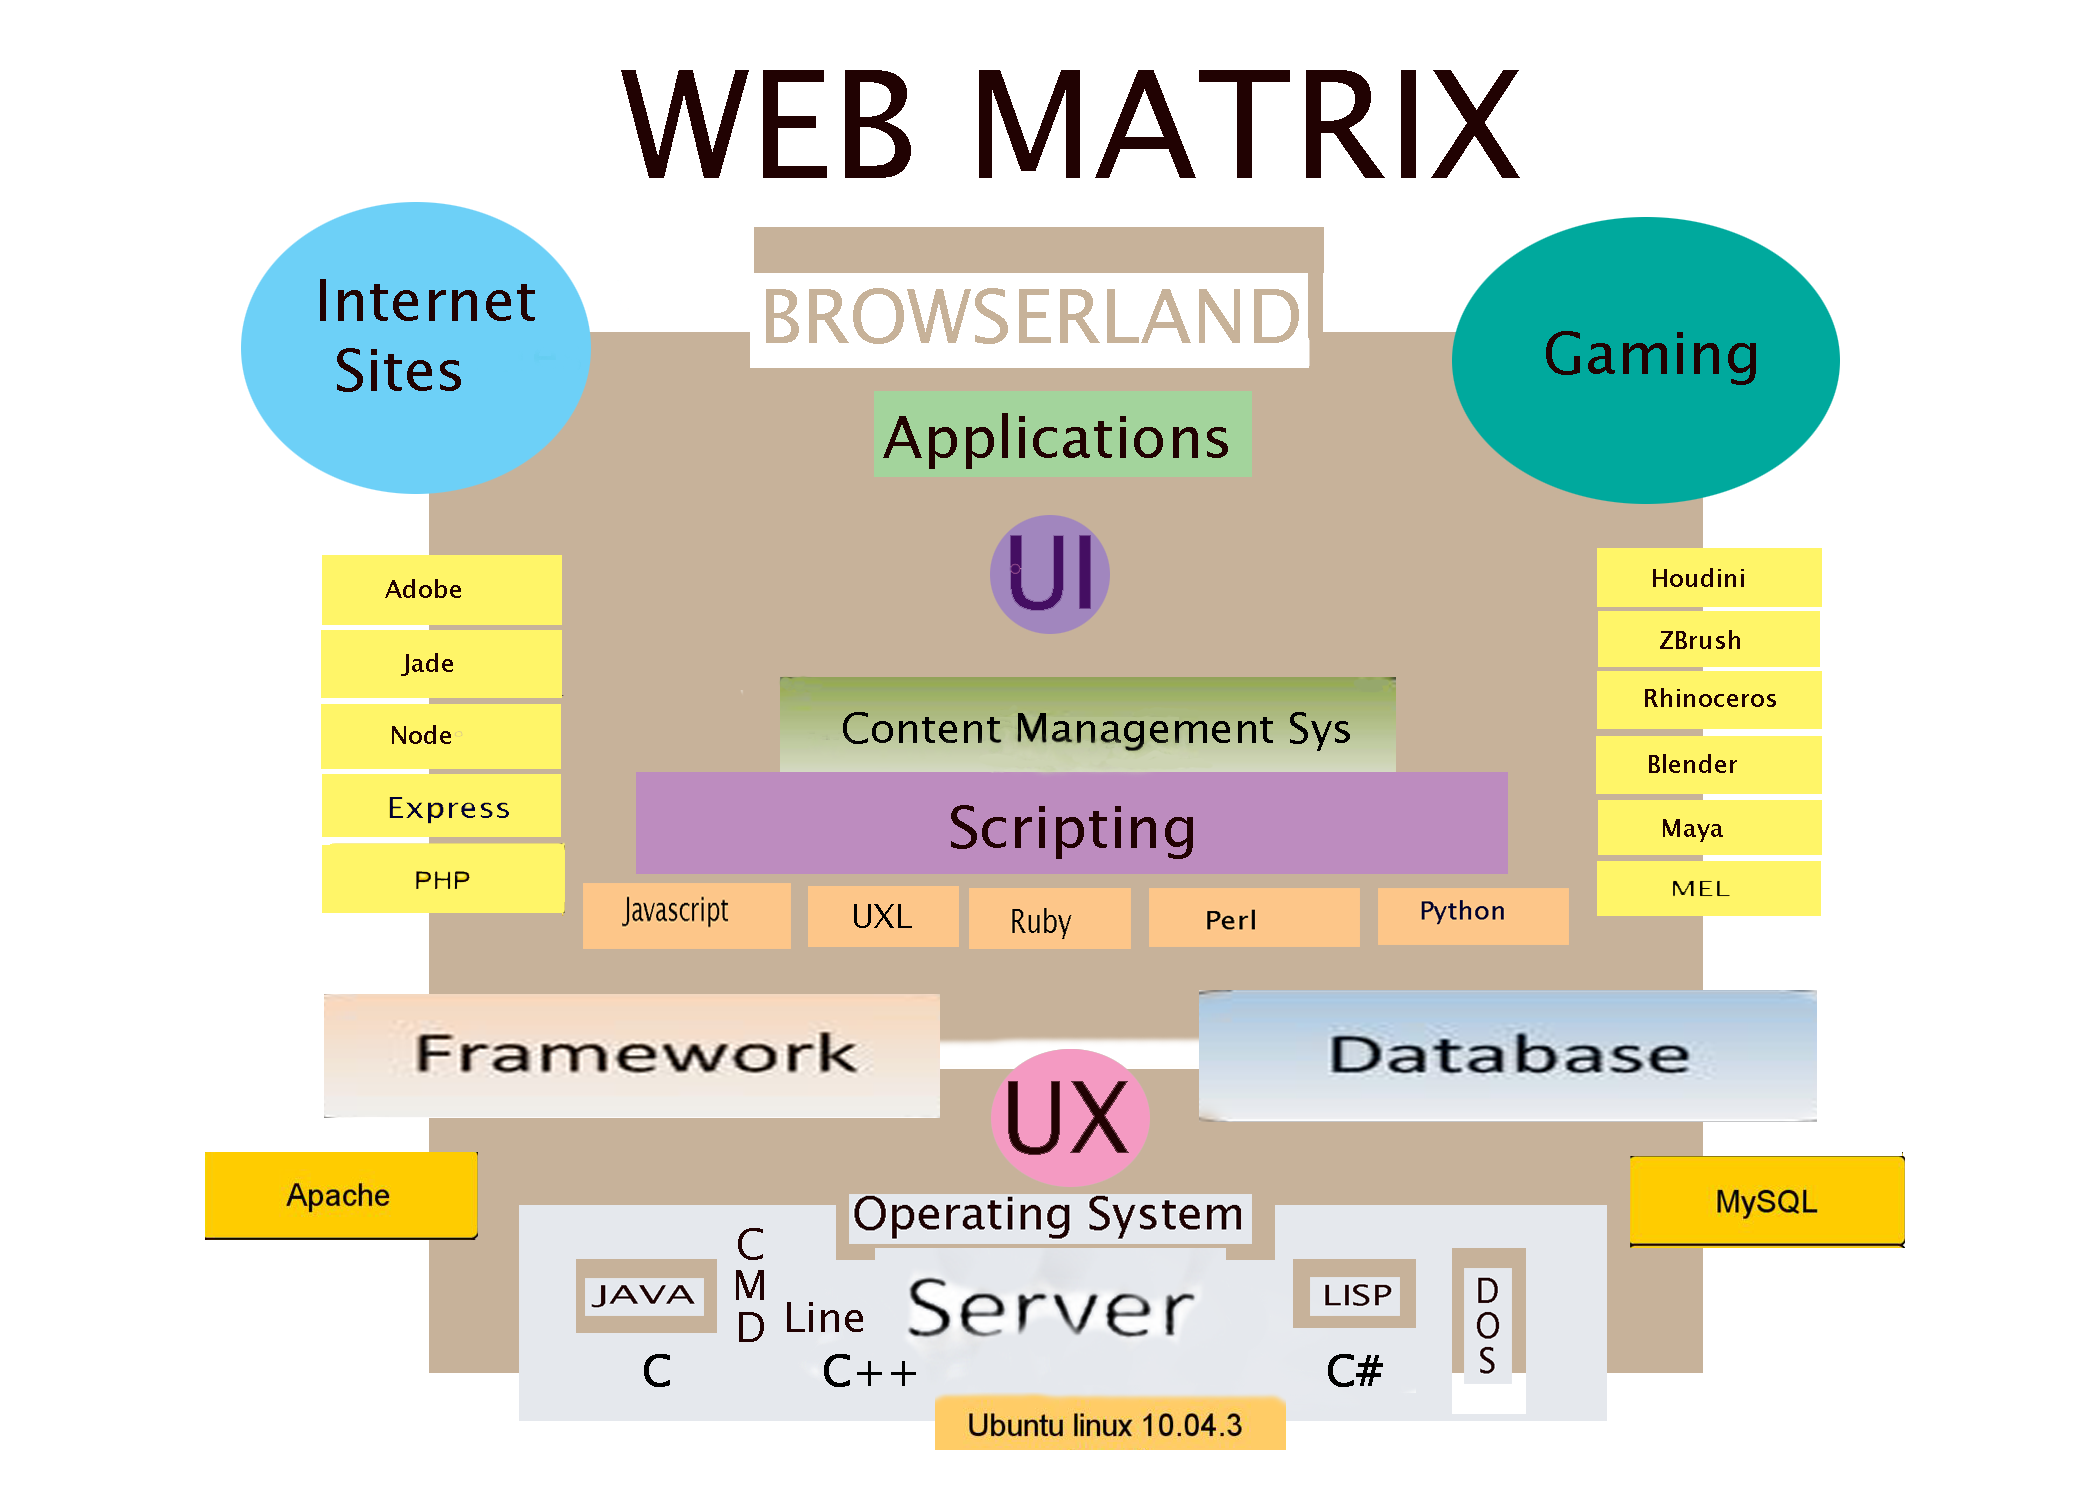 WEB MATRIX
Internet
Sites
BROWSERLAND
Gaming
Applications
UI
Adobe
Jade
Node
Express
PHP
Houdini
ZBrush
Rhinoceros
Blender
Maya
MEL
Content Management Sys
Scripting
Javascript
UXL
Ruby
Perl
Python
Framework
Database
UX
Apache
MySQL
Operating System
Server
JAVA
CMD
Line
C
C++
LISP
C#
DOS
Ubuntu linux 10.04.3